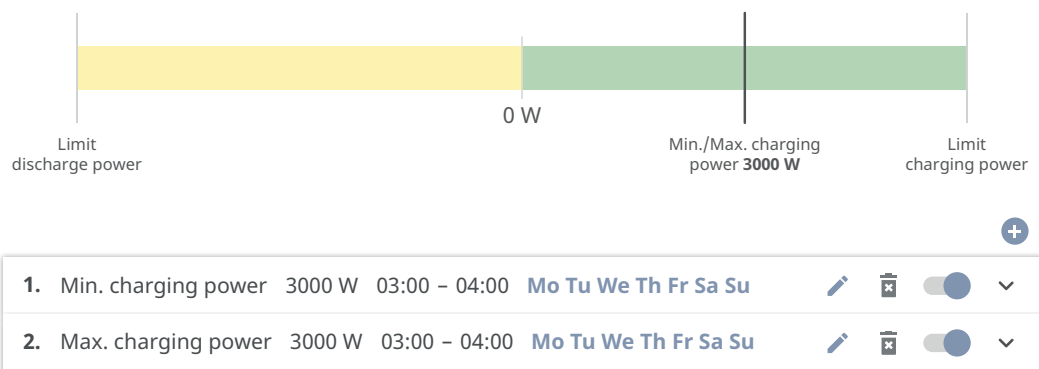 0 W
Limit
discharge power
Min./Max. charging
power 3000 W
Limit
charging power
1. Min. charging power 3000 W 03:00 – 04:00 Mo Tu We Th Fr Sa Su
2. Max. charging power 3000 W 03:00 – 04:00 Mo Tu We Th Fr Sa Su